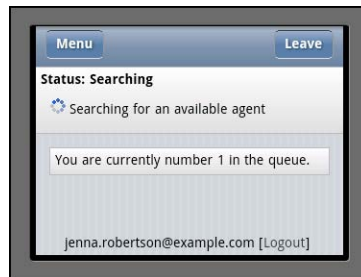 Menu Leave
Status: Searching
Searching for an available agent
You are currently number 1 in the queue.
jenna.robertson@example.com [Logout]